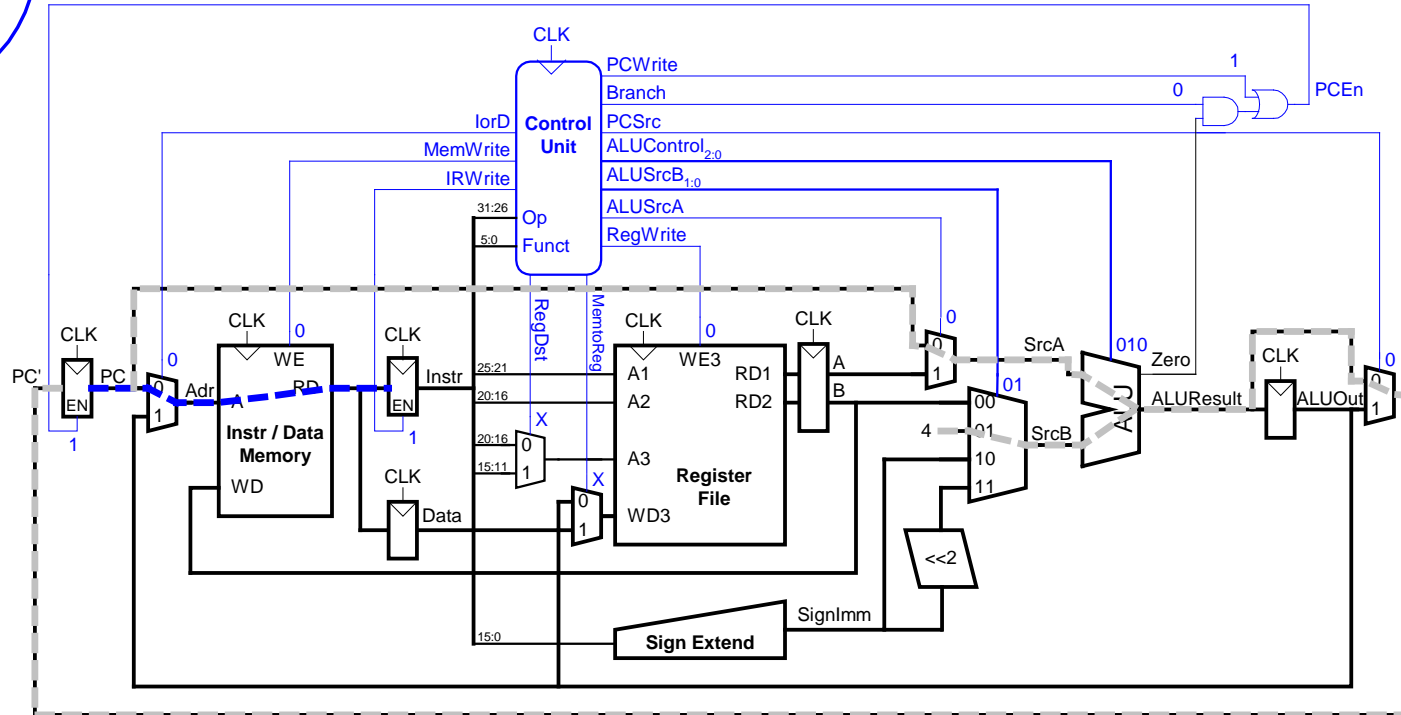 CLK
PCWrite
1
Branch
0
PCEn
IorD
Control
Unit
PCSrc
MemWrite
ALUControl2:0
IRWrite
ALUSrcB1:0
31:26
Op
ALUSrcA
5:0
Funct
RegWrite
RegDst
MemtoReg
CLK
CLK
0
CLK
CLK
CLK
0
0
WE
0
WE3
0
SrcA
010
Zero
CLK
0
PC'
PC
EN
0
1
Adr
A
RD
EN
Instr
25:21
A1
RD1
A
0
1
01
1
1
20:16
A2
RD2
B
00
ALU
ALUResult
ALUOut
0
1
Instr / Data
Memory
X
4
01
SrcB
20:16
0
A3
10
15:11
1
CLK
X
Register
File
11
WD
Data
0
1
WD3
<<2
SignImm
15:0
Sign Extend